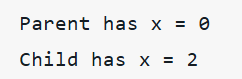 Parent has x = 0
Child has x = 2